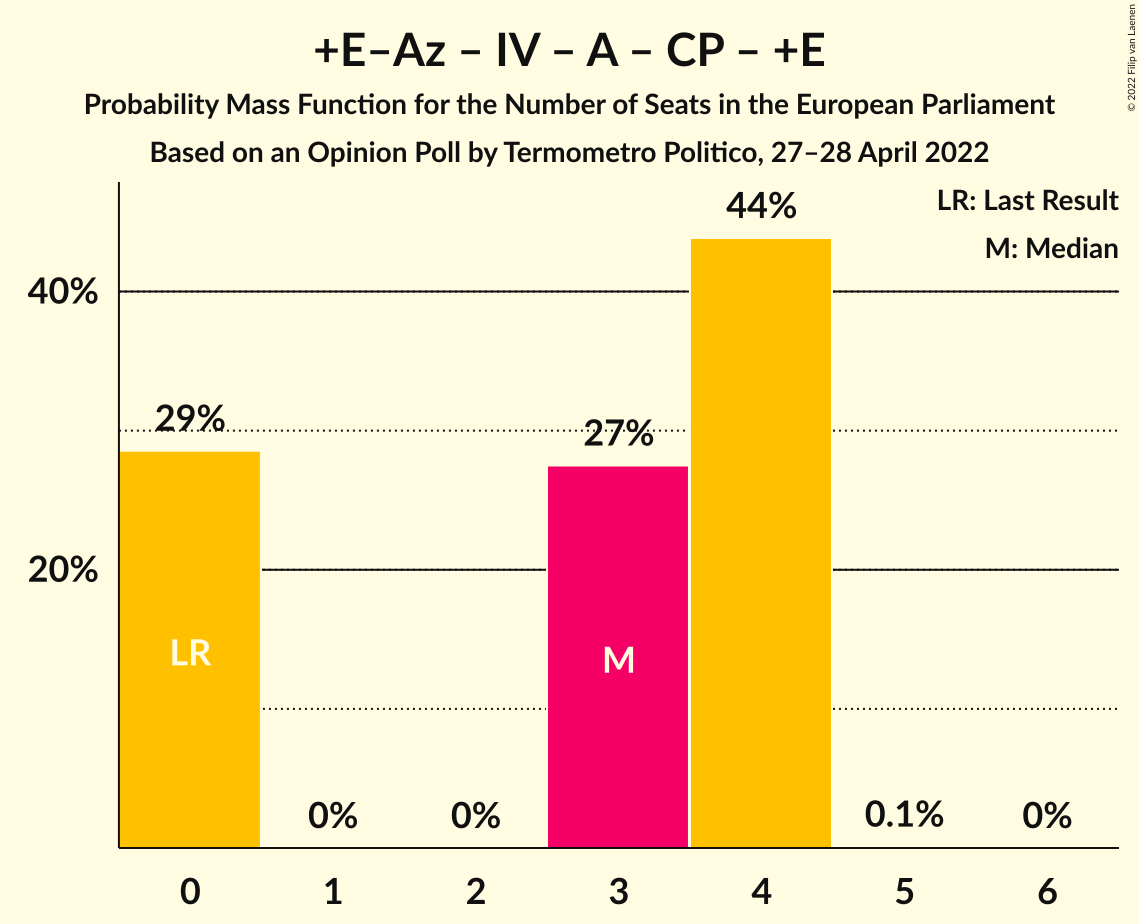 +E–Az – IV – A – CP – +E
Probability Mass Function for the Number of Seats in the European Parliament
Based on an Opinion Poll by Termometro Politico, 27–28 April 2022
© 2022 Filip van Laenen
LR: Last Result
M: Median
40%
20%
29%
0%
0%
27%
44%
0.1%
0%
LR
M
0 1 2 3 4 5 6